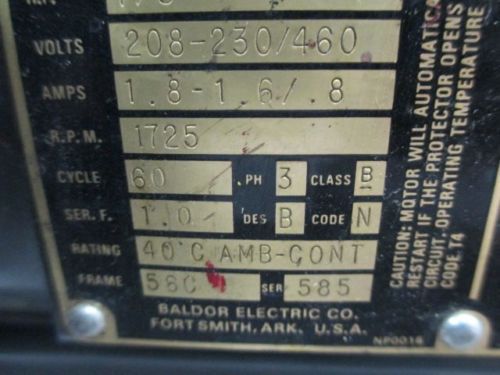 VOLTS 208-230/460
AMPS 1.8-1.6/.8
R.P.M. 1725
CYCLE 60 PH 3 CLASS B
SER. F. 1.0 DES B CODE N
RATING 40°C AMB-CONT
FRAME 56C SER 585
BALDOR ELECTRIC CO.
FORT SMITH, ARK. U.S.A.
NP0016
CAUTION: MOTOR WILL AUTOMATICA
RESTART IF THE PROTECTOR OPENS
CIRCUIT. OPERATING TEMPERATURE
CODE T4